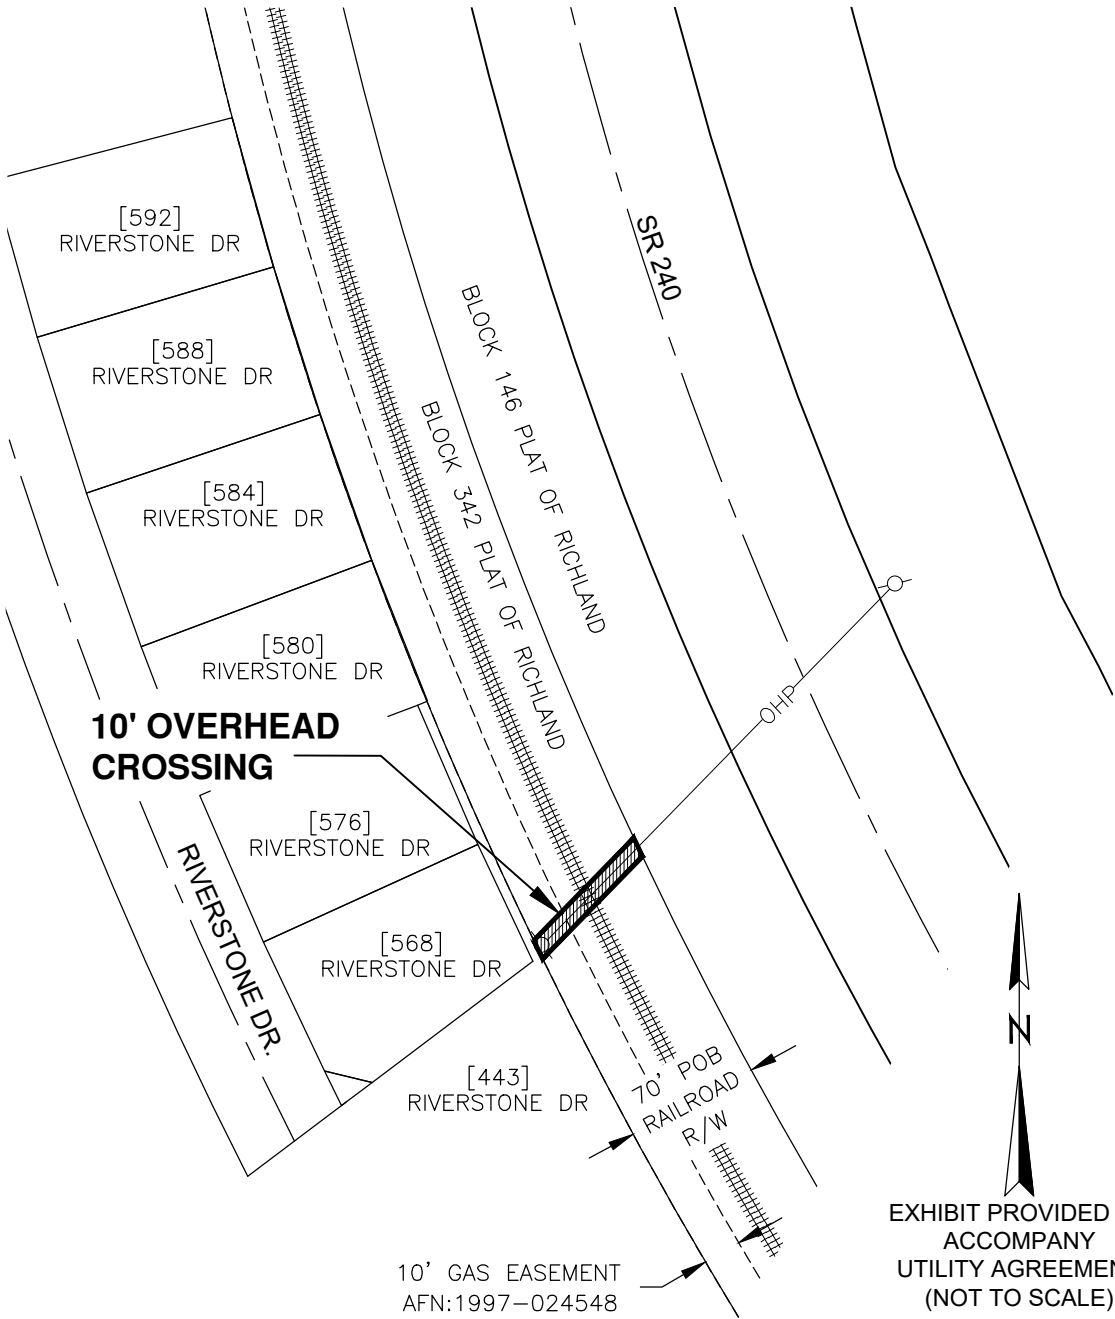 [592]
RIVERSTONE DR
SR 240
[588]
RIVERSTONE DR
BLOCK 146 PLAT OF RICHLAND
BLOCK 342 PLAT OF RICHLAND
[584]
RIVERSTONE DR
[580]
RIVERSTONE DR
10' OVERHEAD
CROSSING
OHP
[576]
RIVERSTONE DR
RIVERSTONE DR.
[568]
RIVERSTONE DR
[443]
RIVERSTONE DR
70' POB
RAILROAD
R/W
N
EXHIBIT PROVIDED
ACCOMPANY
UTILITY AGREEMEN
(NOT TO SCALE)
10' GAS EASEMENT
AFN:1997-024548